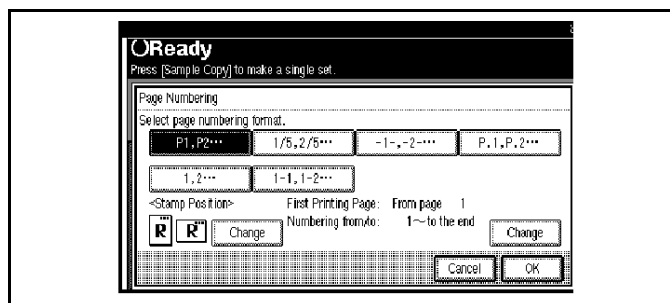 Ready
Press [Sample Copy] to make a single set.
Page Numbering
Select page numbering format.
P1,P2··· 1/5,2/5··· -1-,-2-··· P.1,P.2···
1,2··· 1-1,1-2···
<Stamp Position> First Printing Page: From page 1
R R Change Numbering from/to: 1~to the end Change
Cancel OK